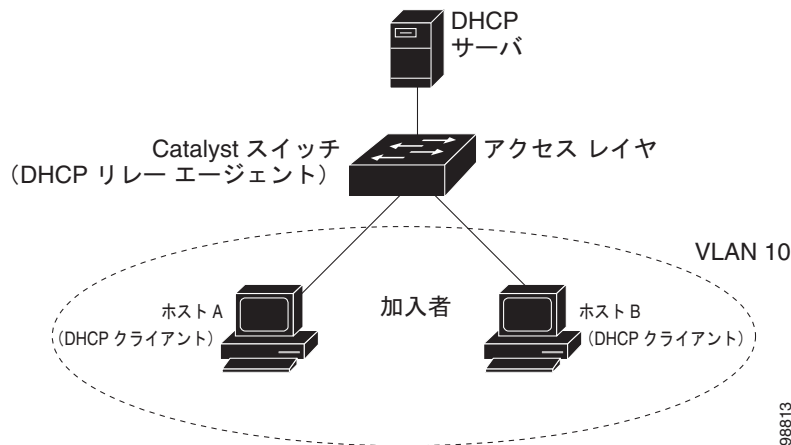 DHCP
サーバ
Catalyst スイッチ
(DHCP リレー エージェント)
アクセス レイヤ
VLAN 10
ホスト A
(DHCP クライアント)
加入者
ホスト B
(DHCP クライアント)
98813